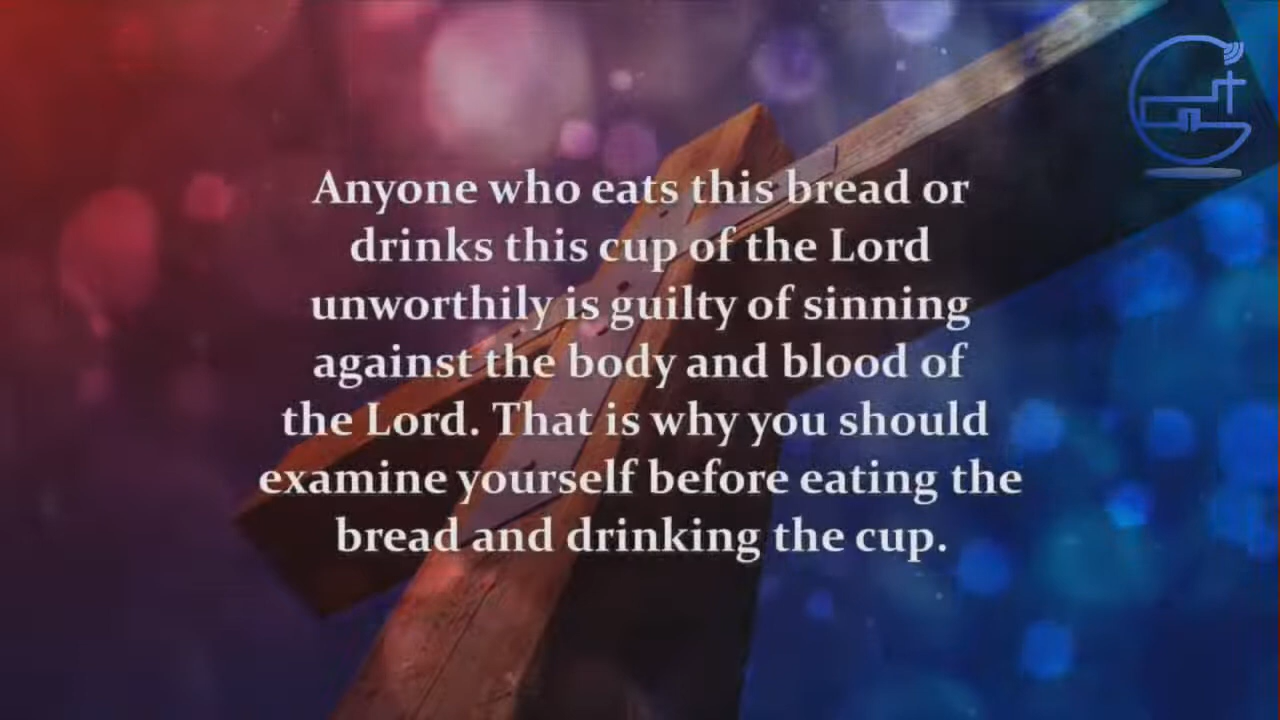 Anyone who eats this bread or
drinks this cup of the Lord
unworthily is guilty of sinning
against the body and blood of
the Lord. That is why you should
examine yourself before eating the
bread and drinking the cup.